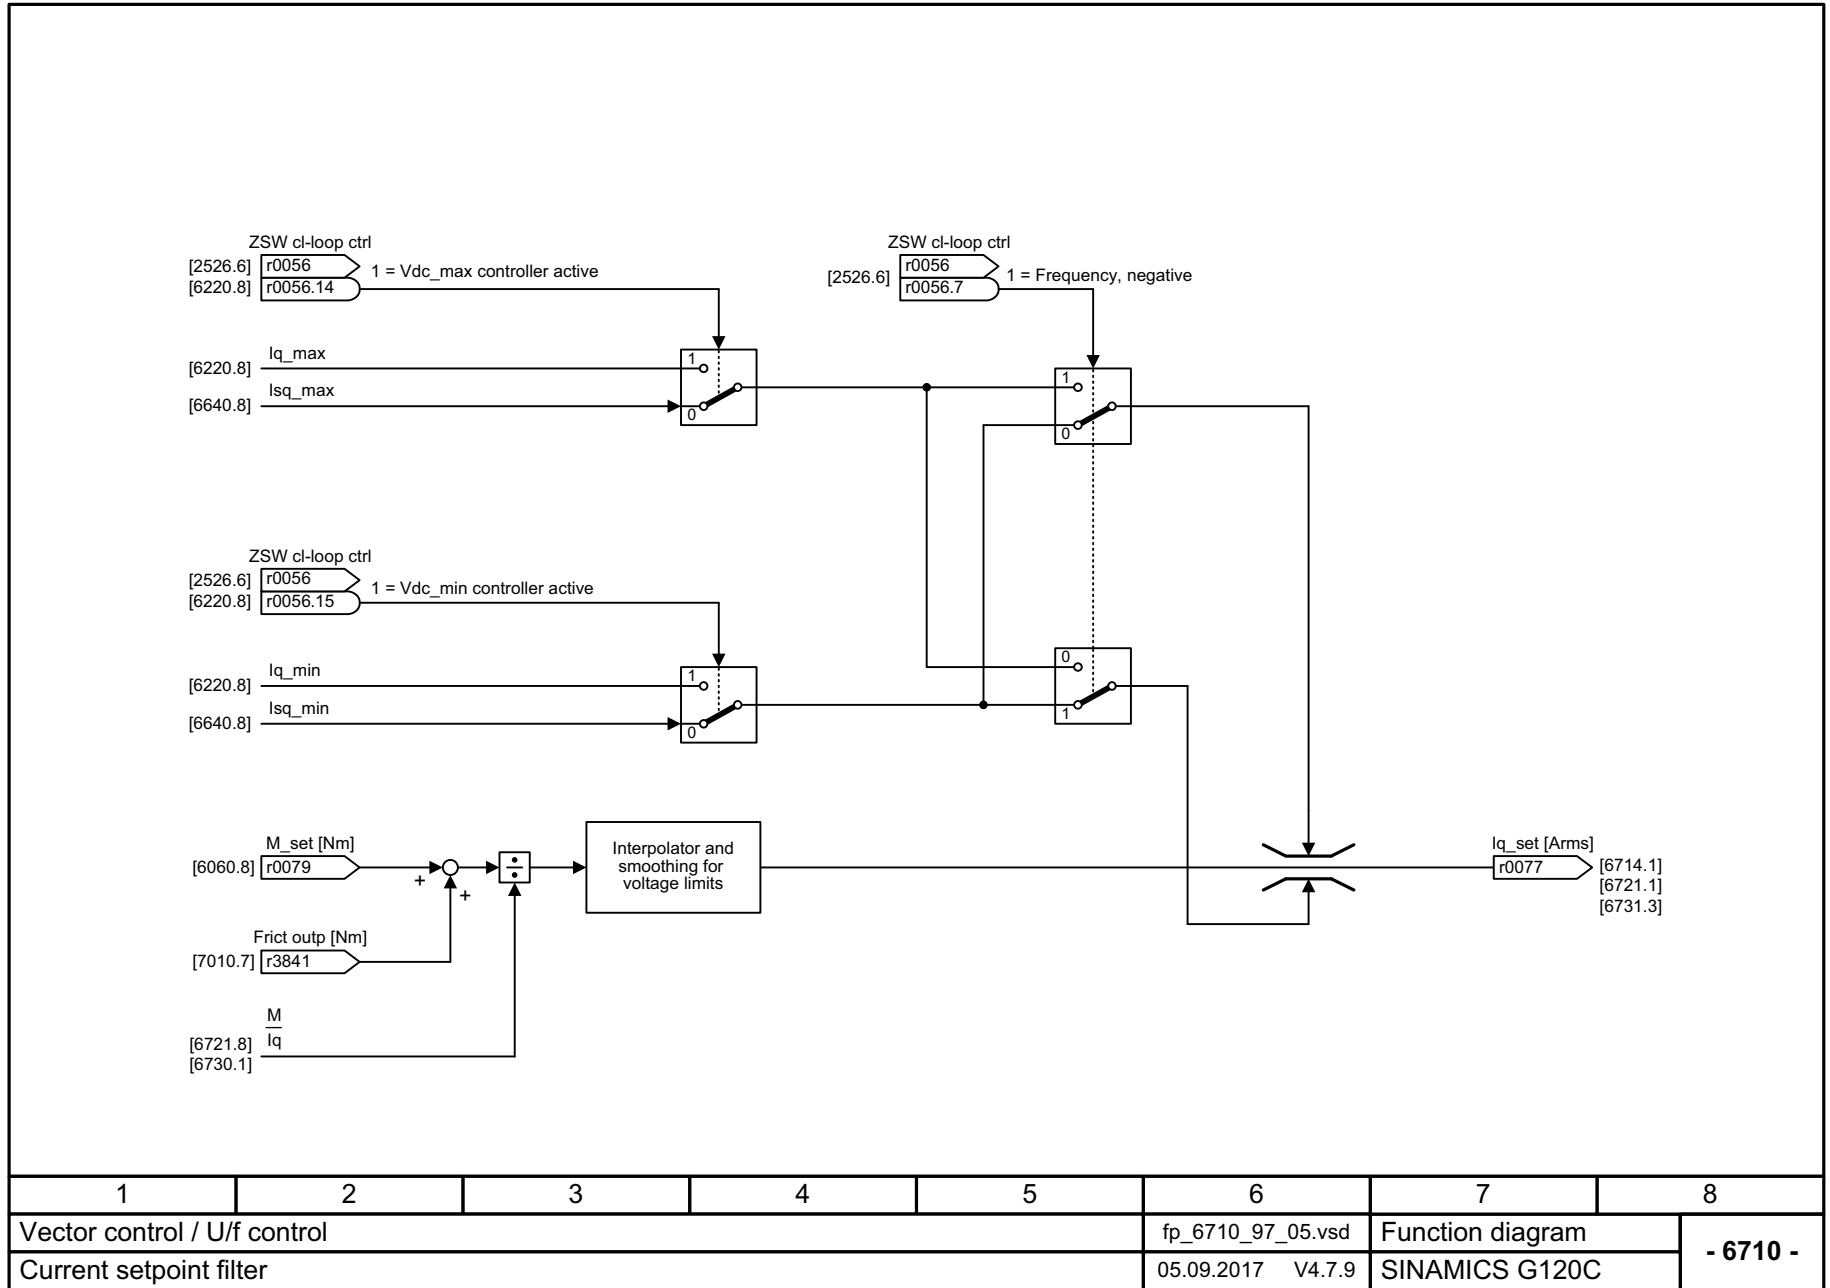 ZSW cl-loop ctrl
[2526.6] r0056
[6220.8] r0056.14
1 = Vdc_max controller active
ZSW cl-loop ctrl
[2526.6]
r0056
r0056.7
1 = Frequency, negative
[6220.8] Iq_max
[6640.8] Isq_max
1
0
1
0
ZSW cl-loop ctrl
[2526.6] r0056
[6220.8] r0056.15
1 = Vdc_min controller active
[6220.8] Iq_min
[6640.8] Isq_min
1
0
0
1
M_set [Nm]
[6060.8] r0079
+
+
÷
Interpolator and
smoothing for
voltage limits
Iq_set [Arms]
r0077
[6714.1]
[6721.1]
[6731.3]
Frict outp [Nm]
[7010.7] r3841
M
Iq
[6721.8]
[6730.1]
1 2 3 4 5 6 7 8
Vector control / U/f control
fp_6710_97_05.vsd
Function diagram
- 6710 -
Current setpoint filter
05.09.2017 V4.7.9
SINAMICS G120C